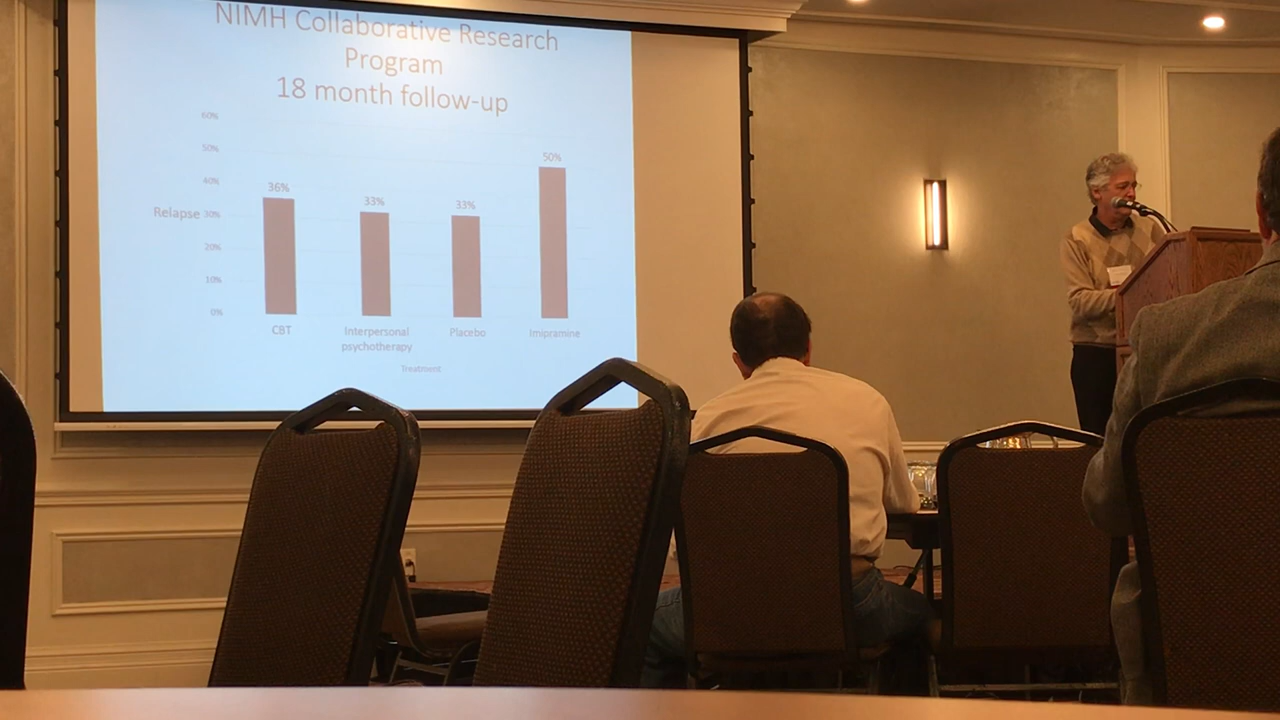 NIMH Collaborative Research
Program
18 month follow-up
60%
50%
40%
30%
20%
10%
0%
Relapse
36%
33%
33%
50%
CBT
Interpersonal
psychotherapy
Placebo
Imipramine
Treatment